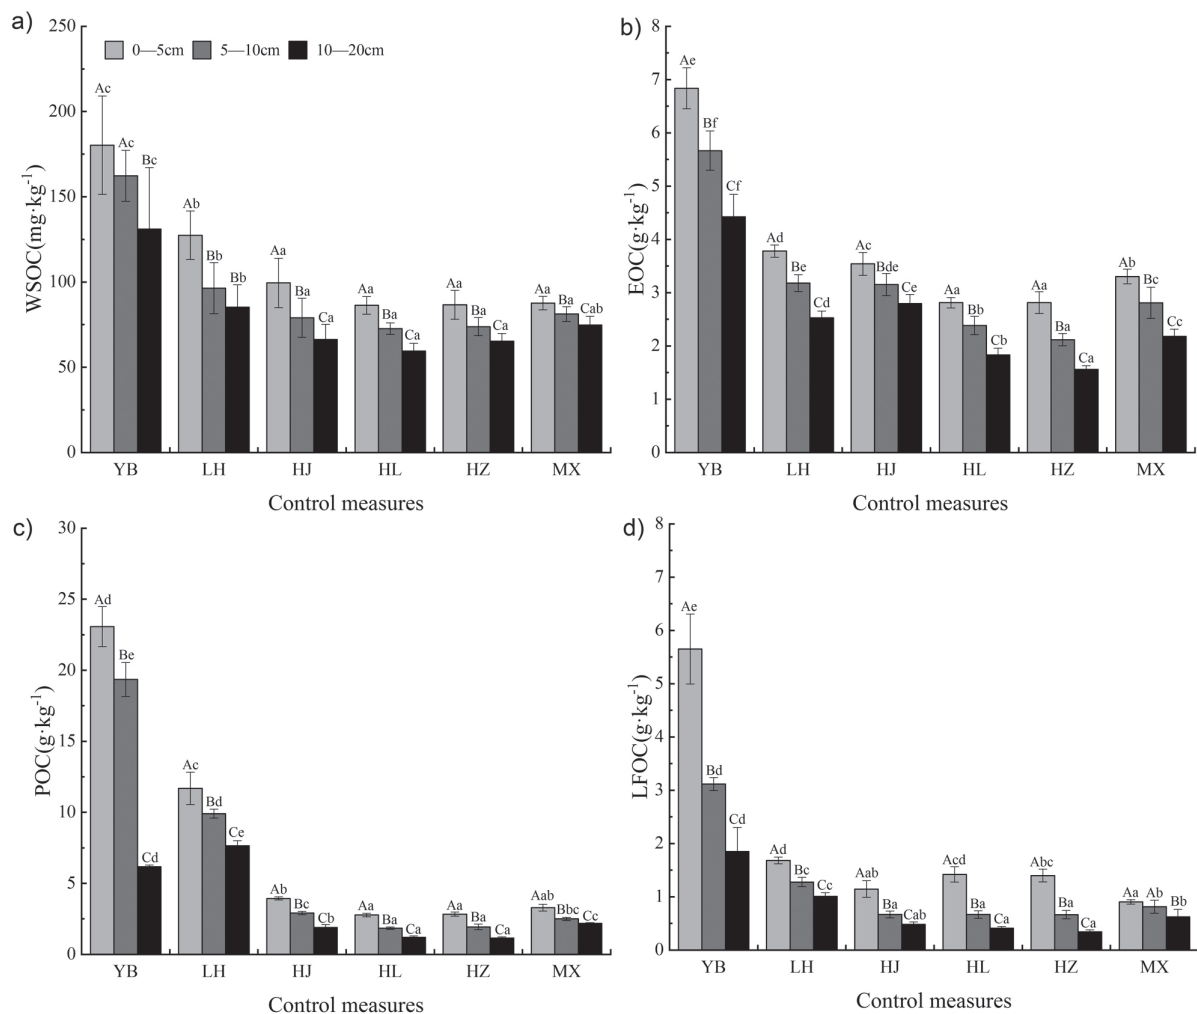 a)
250
200
150
100
50
0
WSOC(mg·kg-1)
0—5cm 5—10cm 10—20cm
Ac Ac Bc
Ab Bb Bb
Aa Ba Ca
Aa Ba Ca
Aa Ba Ca
Aa Ba Cab
YB LH HJ HL HZ MX
Control measures
b)
8
7
6
5
4
3
2
1
0
EOC(g·kg-1)
Ae Bf Cf
Ad Be Cd
Ac Bde Ce
Aa Bb Cb
Aa Ba Ca
Ab Bc Cc
YB LH HJ HL HZ MX
Control measures
c)
30
25
20
15
10
5
0
POC(g·kg-1)
Ad Be Cd
Ac Bd Ce
Ab Bc Cb
Aa Ba Ca
Aa Ba Ca
Aab Bbc Cc
YB LH HJ HL HZ MX
Control measures
d)
8
7
6
5
4
3
2
1
0
LFOC(g·kg-1)
Ae Bd Cd
Ad Bc Cc
Aab Ba Cab
Acd Ba Ca
Abc Ba Ca
Aa Ab Bb
YB LH HJ HL HZ MX
Control measures